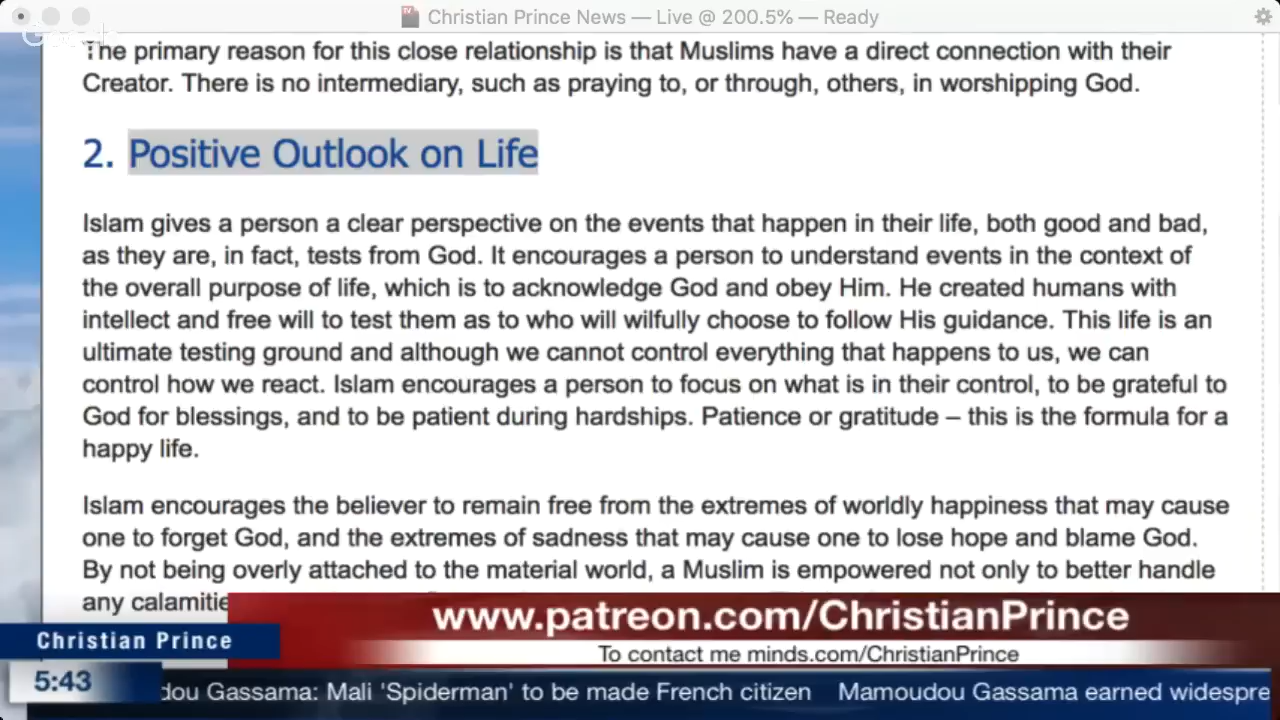 Christian Prince News — Live @ 200.5% — Ready
The primary reason for this close relationship is that Muslims have a direct connection with their
Creator. There is no intermediary, such as praying to, or through, others, in worshipping God.
2. Positive Outlook on Life
Islam gives a person a clear perspective on the events that happen in their life, both good and bad,
as they are, in fact, tests from God. It encourages a person to understand events in the context of
the overall purpose of life, which is to acknowledge God and obey Him. He created humans with
intellect and free will to test them as to who will wilfully choose to follow His guidance. This life is an
ultimate testing ground and although we cannot control everything that happens to us, we can
control how we react. Islam encourages a person to focus on what is in their control, to be grateful to
God for blessings, and to be patient during hardships. Patience or gratitude – this is the formula for a
happy life.
Islam encourages the believer to remain free from the extremes of worldly happiness that may cause
one to forget God, and the extremes of sadness that may cause one to lose hope and blame God.
By not being overly attached to the material world, a Muslim is empowered not only to better handle
any calamitie
www.patreon.com/ChristianPrince
Christian Prince
To contact me minds.com/ChristianPrince
5:43
dou Gassama: Mali 'Spiderman' to be made French citizen Mamoudou Gassama earned widespre